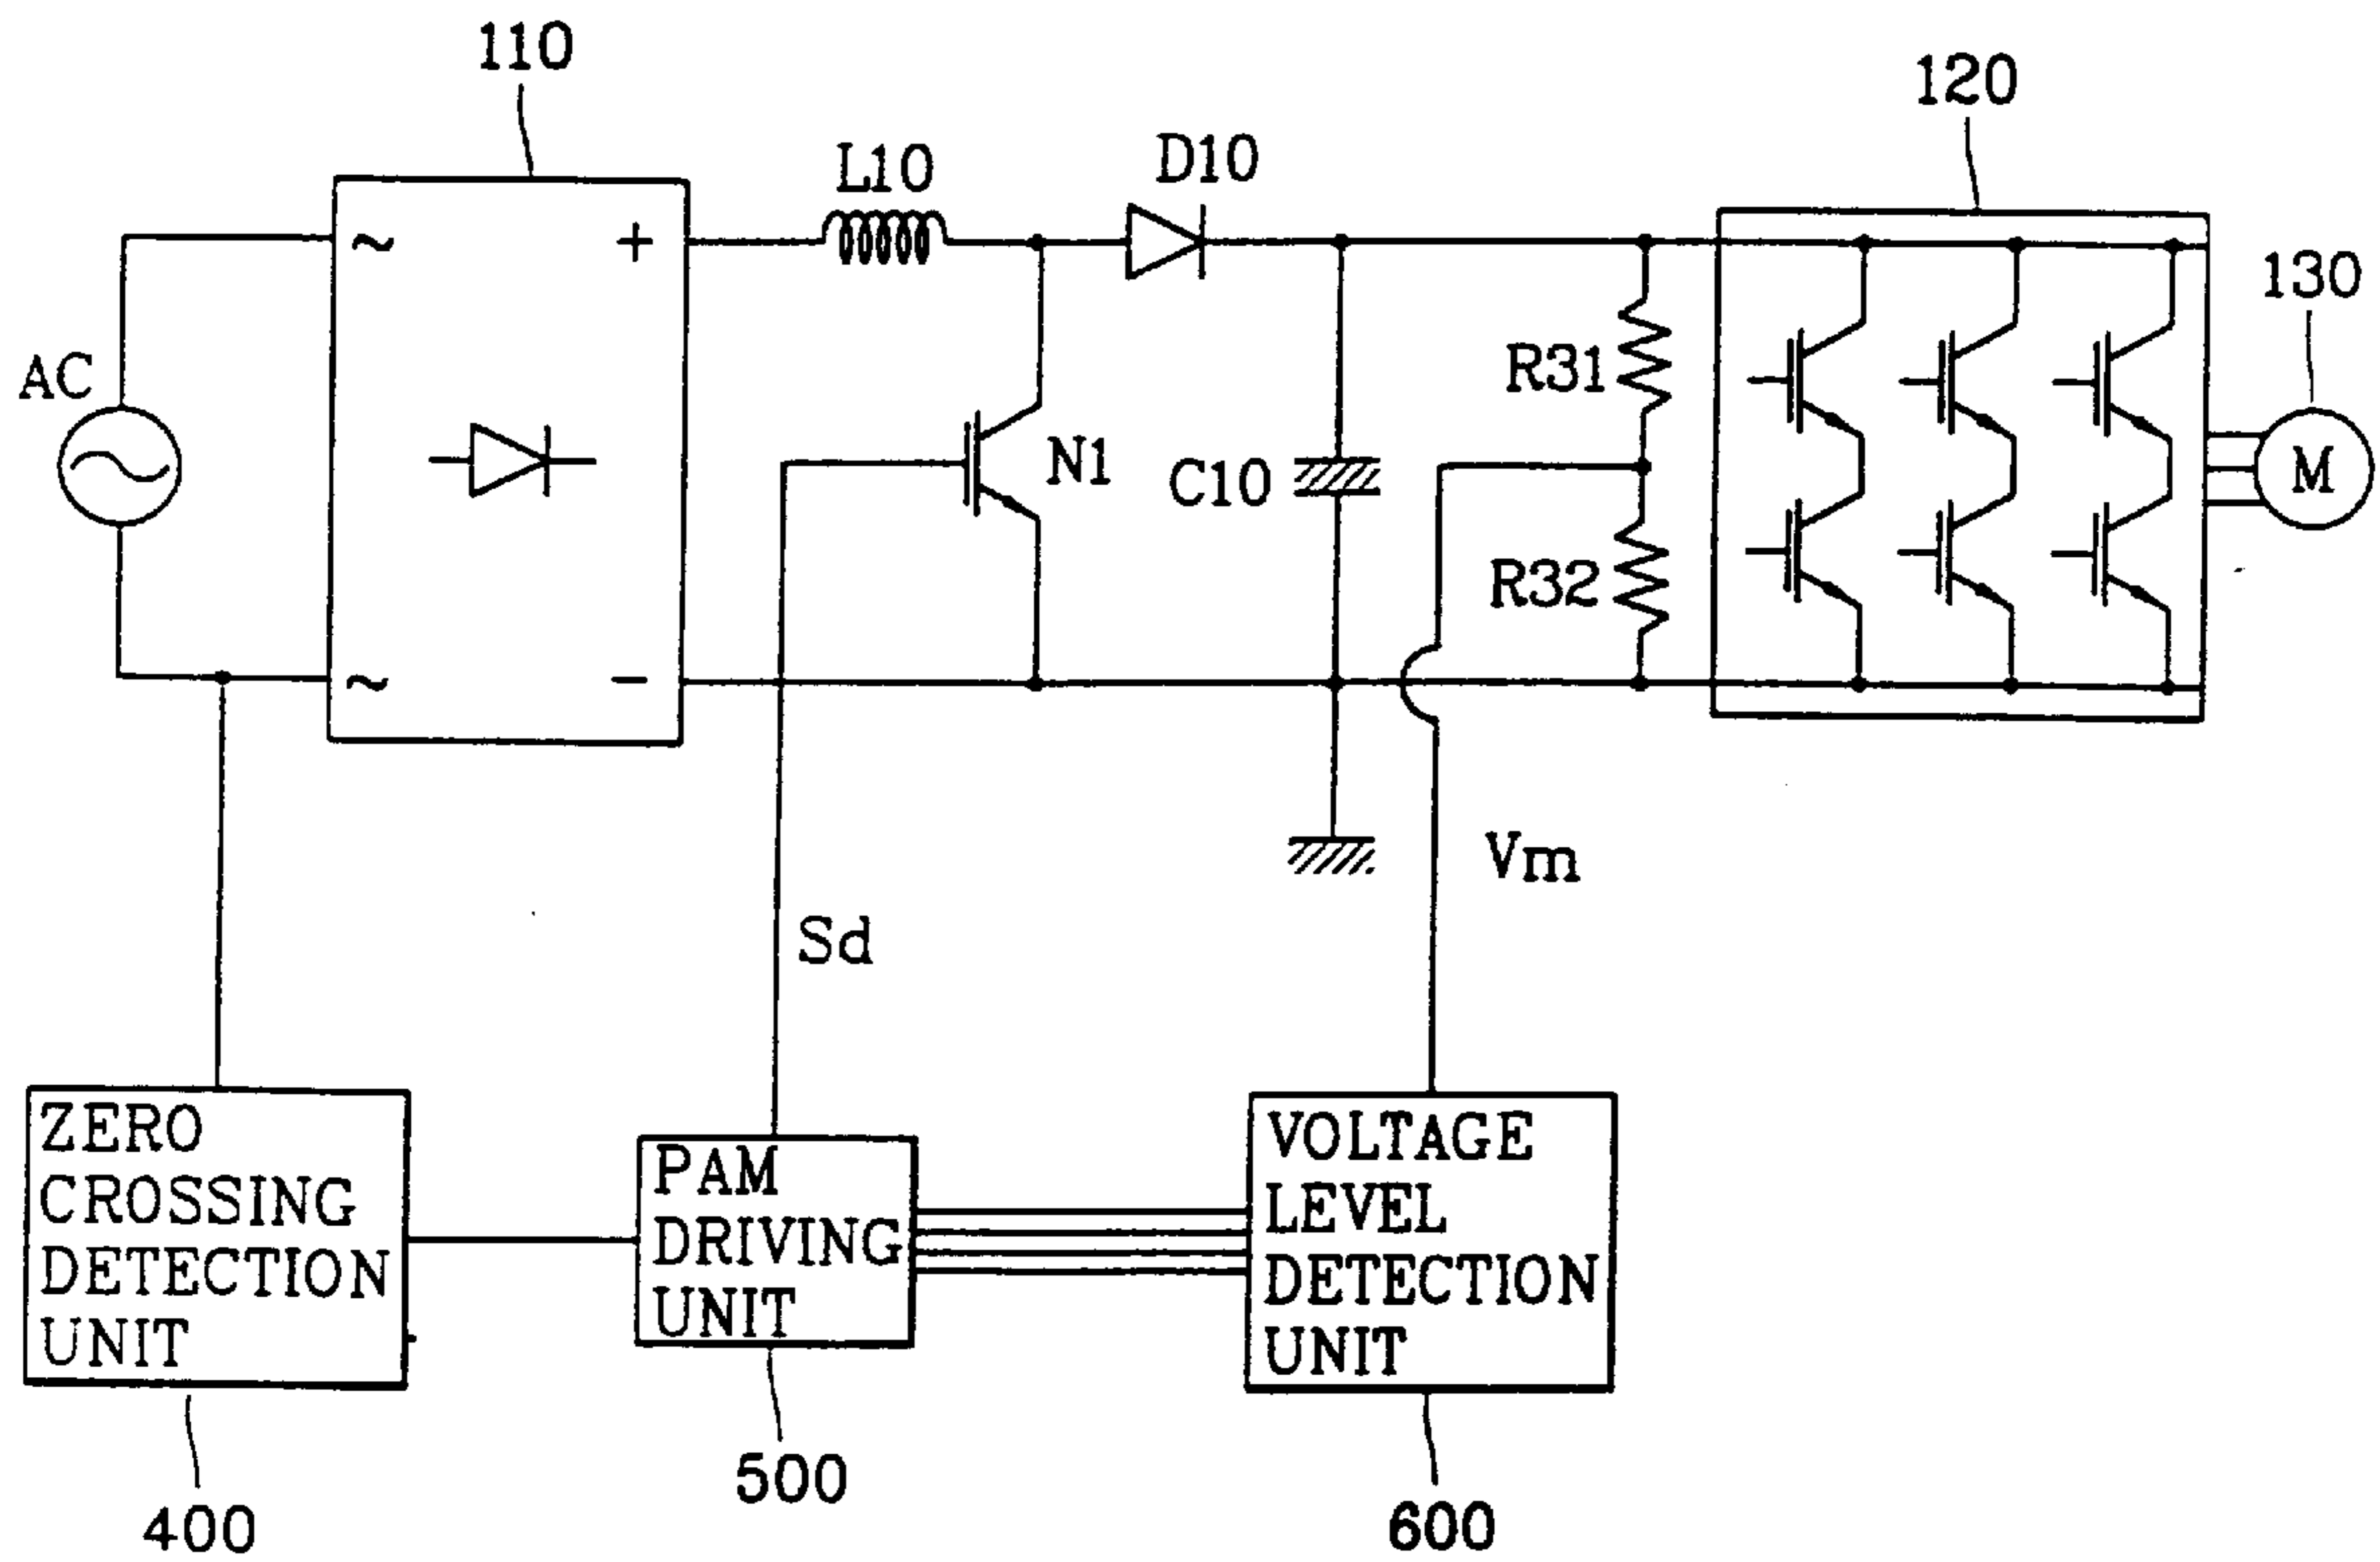 110
120
L10
D10
130
~
+
AC
R31
N1
C10
M
R32
~
−
Vm
Sd
ZERO
CROSSING
DETECTION
UNIT
PAM
DRIVING
UNIT
VOLTAGE
LEVEL
DETECTION
UNIT
400
500
600